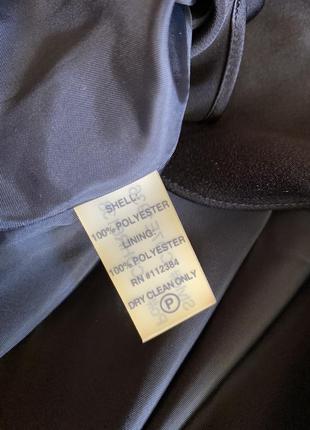 SHELL:
100% POLYESTER
LINING:
100% POLYESTER
RN #112384
DRY CLEAN ONLY
P